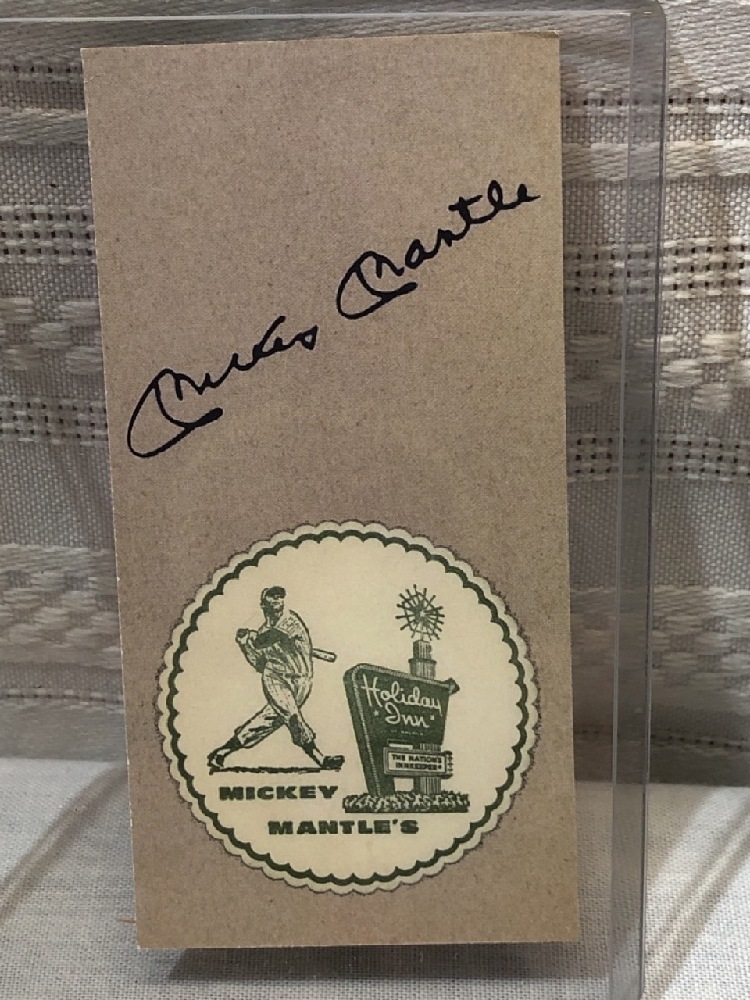 Mickey Mantle
Holiday
Inn
THE NATION'S
INNKEEPER
MICKEY
MANTLE'S